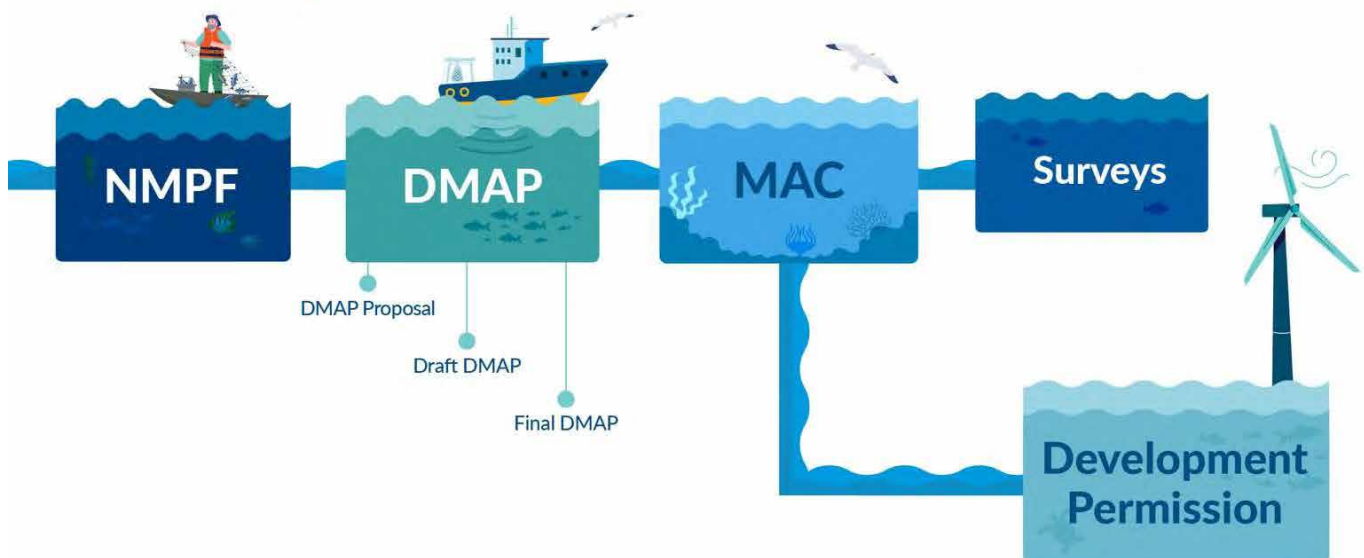 NMPF
DMAP
MAC
Surveys
DMAP Proposal
Draft DMAP
Final DMAP
Development
Permission